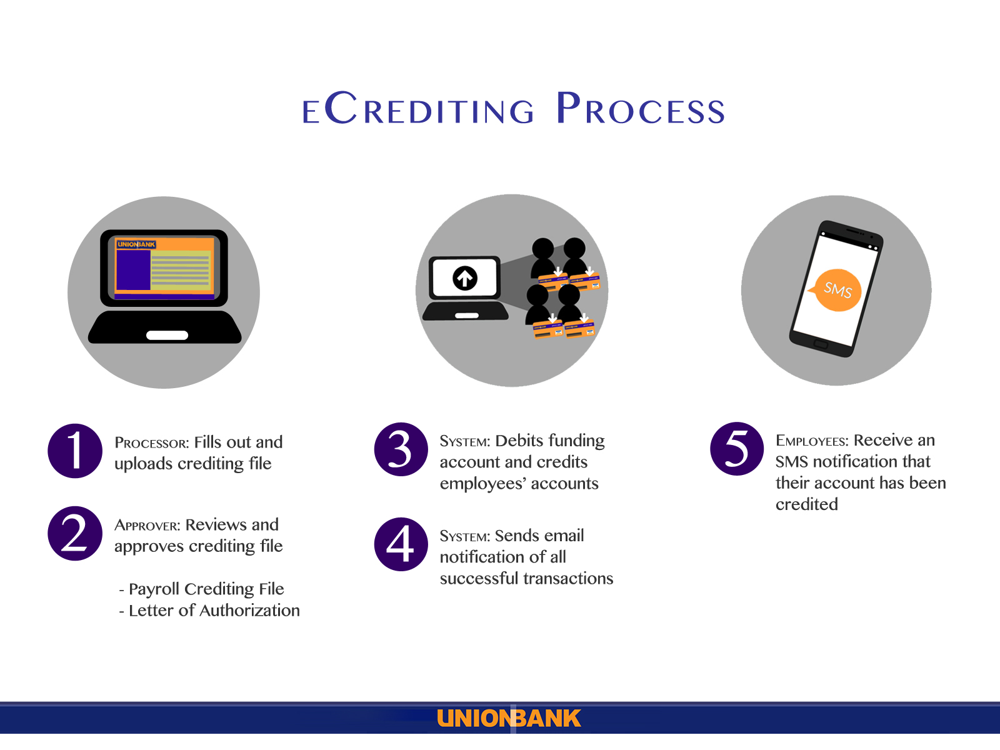 eCrediting Process
UNIONBANK
SMS
1
Processor: Fills out and
uploads crediting file
2
Approver: Reviews and
approves crediting file
- Payroll Crediting File
- Letter of Authorization
3
System: Debits funding
account and credits
employees’ accounts
4
System: Sends email
notification of all
successful transactions
5
Employees: Receive an
SMS notification that
their account has been
credited
UNIONBANK